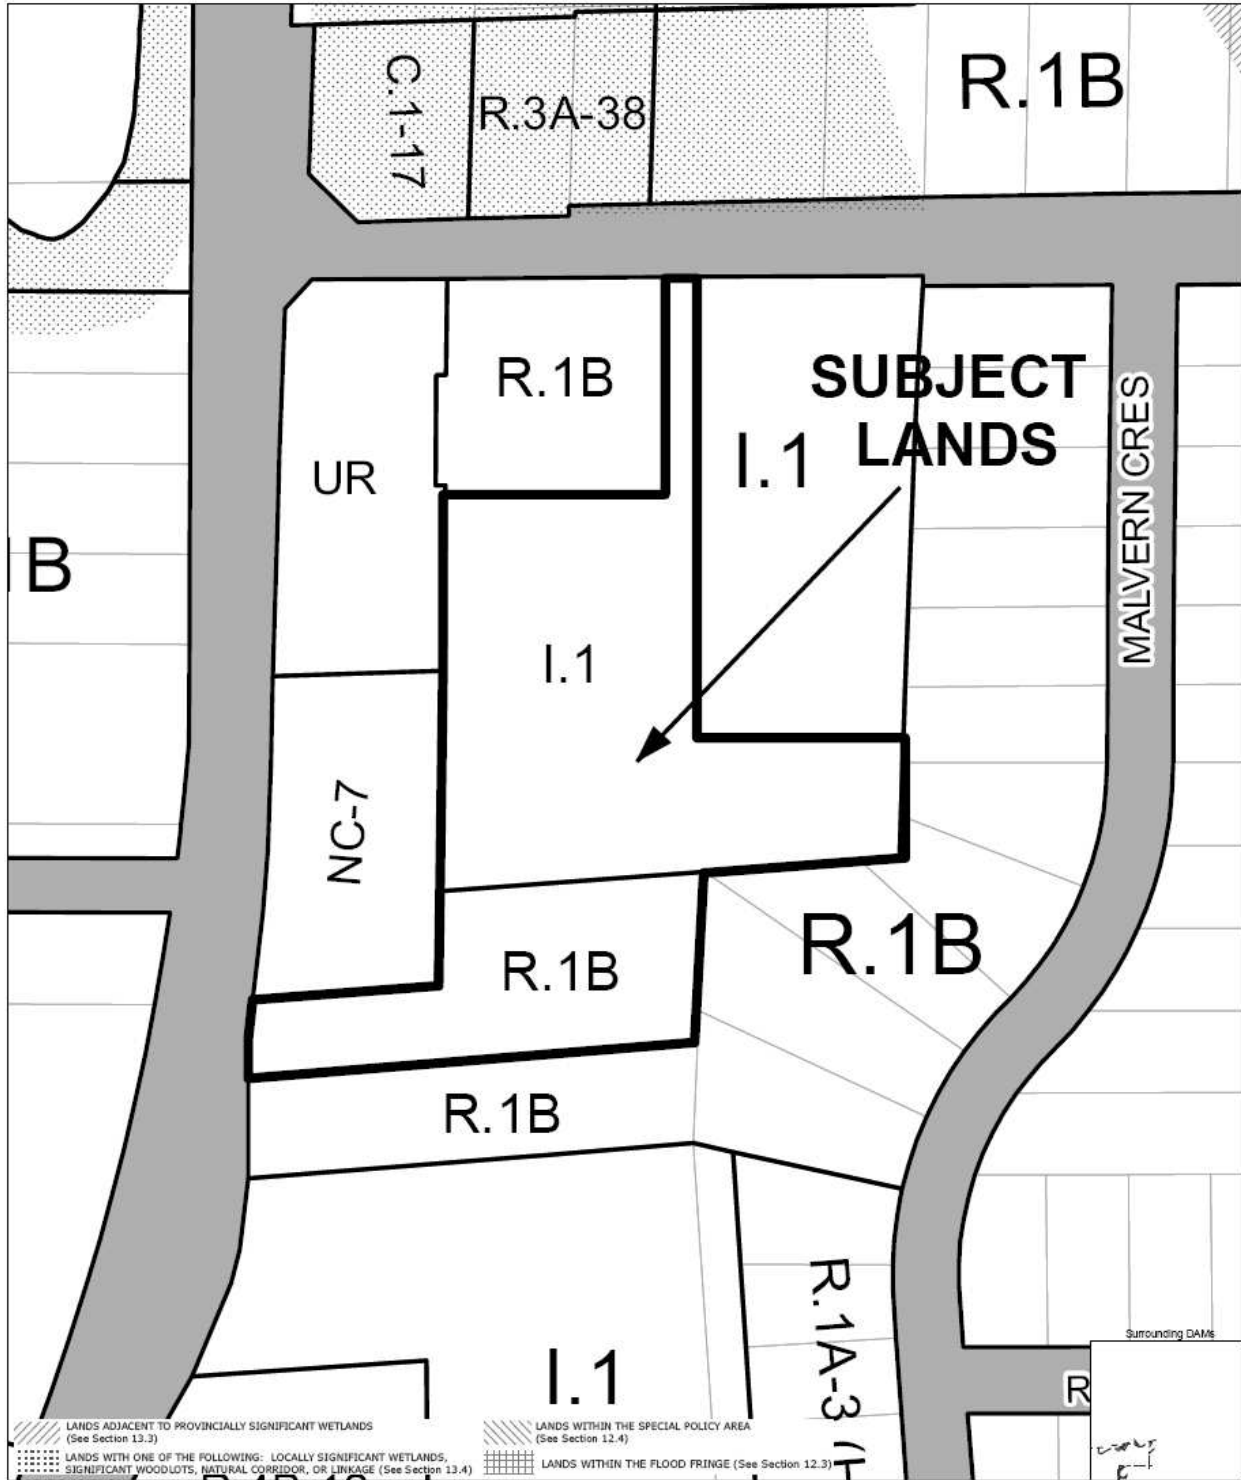 R.1B
C.1-17
R.3A-38
R.1B
SUBJECT
LANDS
I.1
UR
MALVERN CRES
1B
I.1
NC-7
R.1B
R.1B
R.1B
R.1A-3 (H
I.1
Surrounding DAMs
R
LANDS ADJACENT TO PROVINCIALLY SIGNIFICANT WETLANDS
(See Section 13.3)
LANDS WITH ONE OF THE FOLLOWING: LOCALLY SIGNIFICANT WETLANDS,
SIGNIFICANT WOODLOTS, NATURAL CORRIDOR, OR LINKAGE (See Section 13.4)
LANDS WITHIN THE SPECIAL POLICY AREA
(See Section 12.4)
LANDS WITHIN THE FLOOD FRINGE (See Section 12.3)